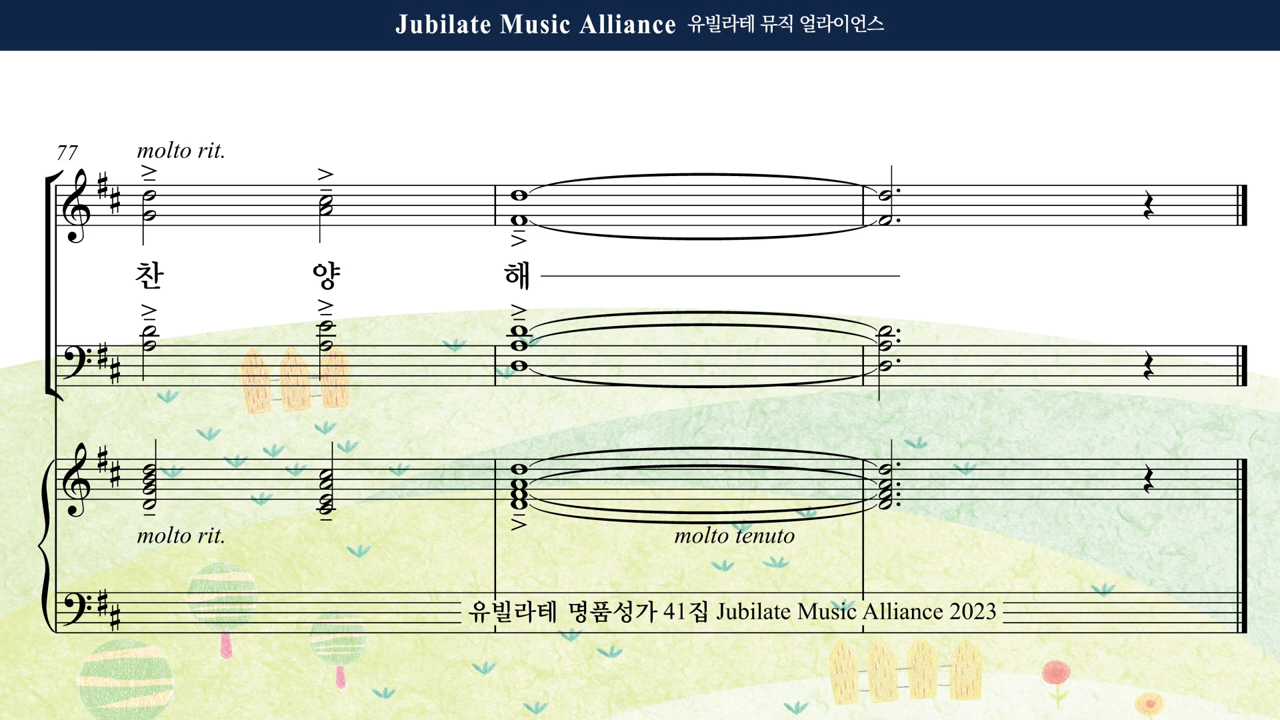 Jubilate Music Alliance 유빌라테 뮤직 얼라이언스
77 molto rit.
찬 양 해
molto rit. molto tenuto
유빌라테 명품성가 41집 Jubilate Music Alliance 2023